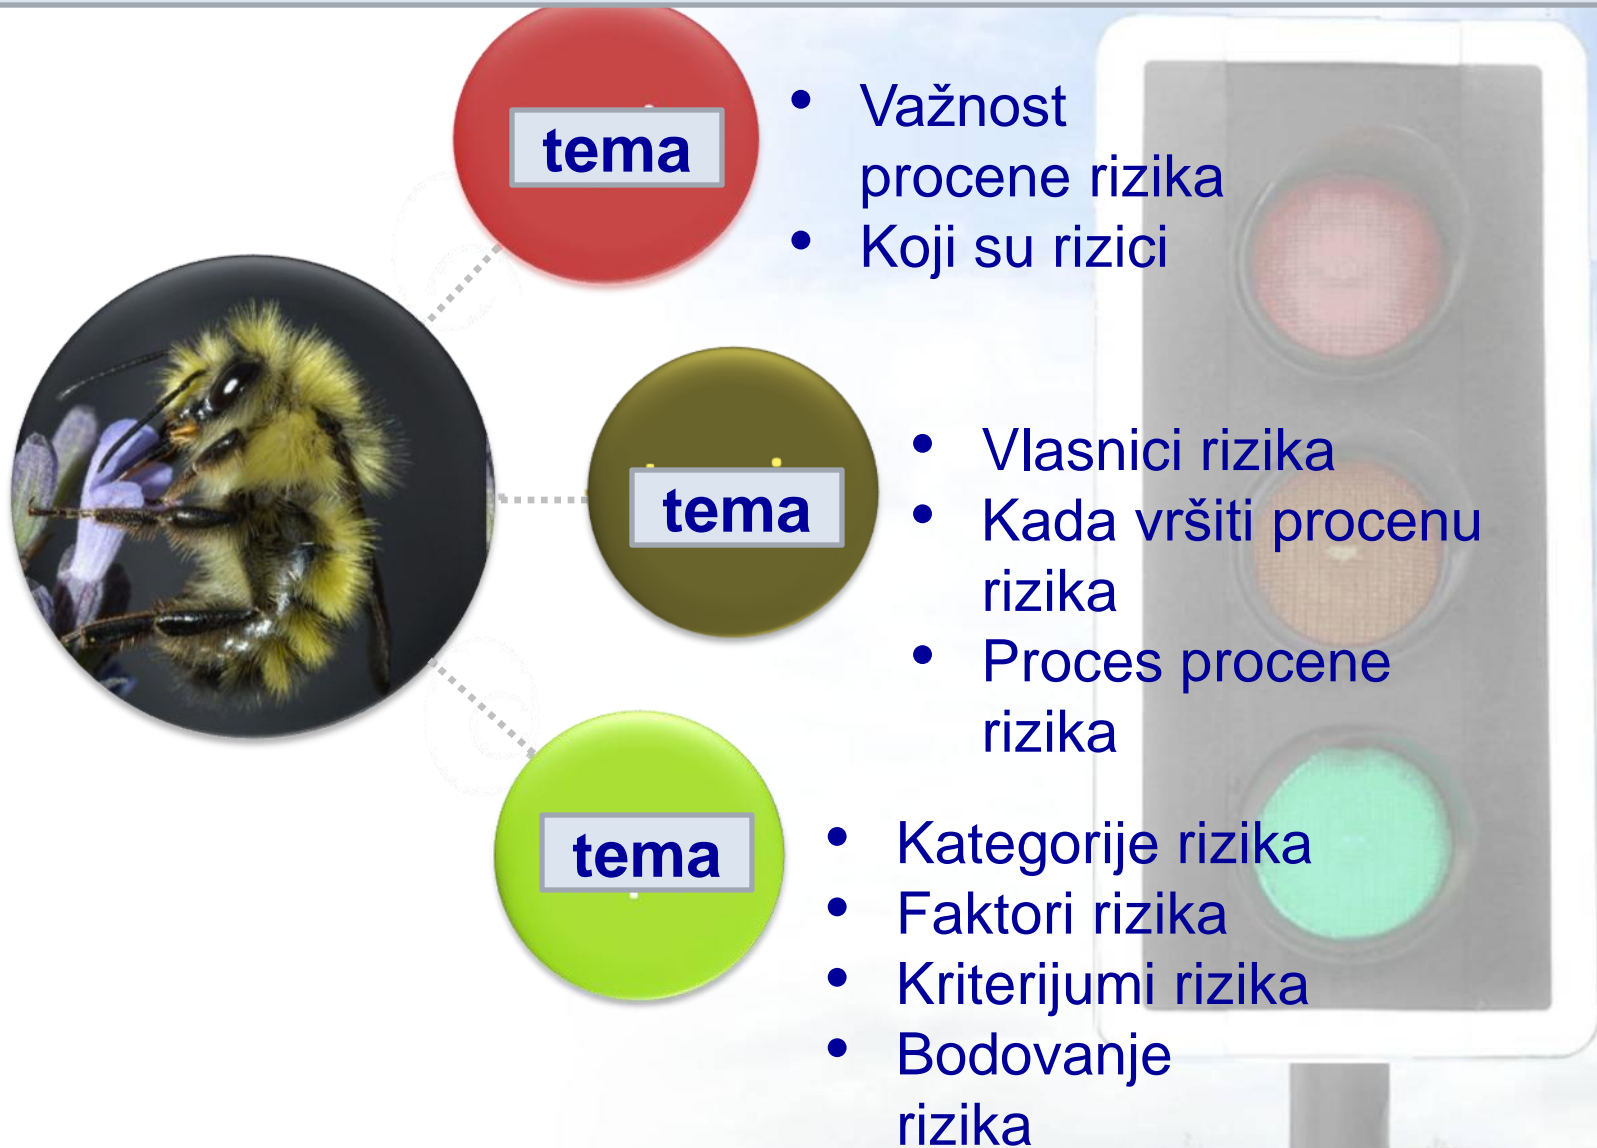 tema
• Važnost
procene rizika
• Koji su rizici
tema
• Vlasnici rizika
• Kada vršiti procenu
rizika
• Proces procene
rizika
tema
• Kategorije rizika
• Faktori rizika
• Kriterijumi rizika
• Bodovanje
rizika